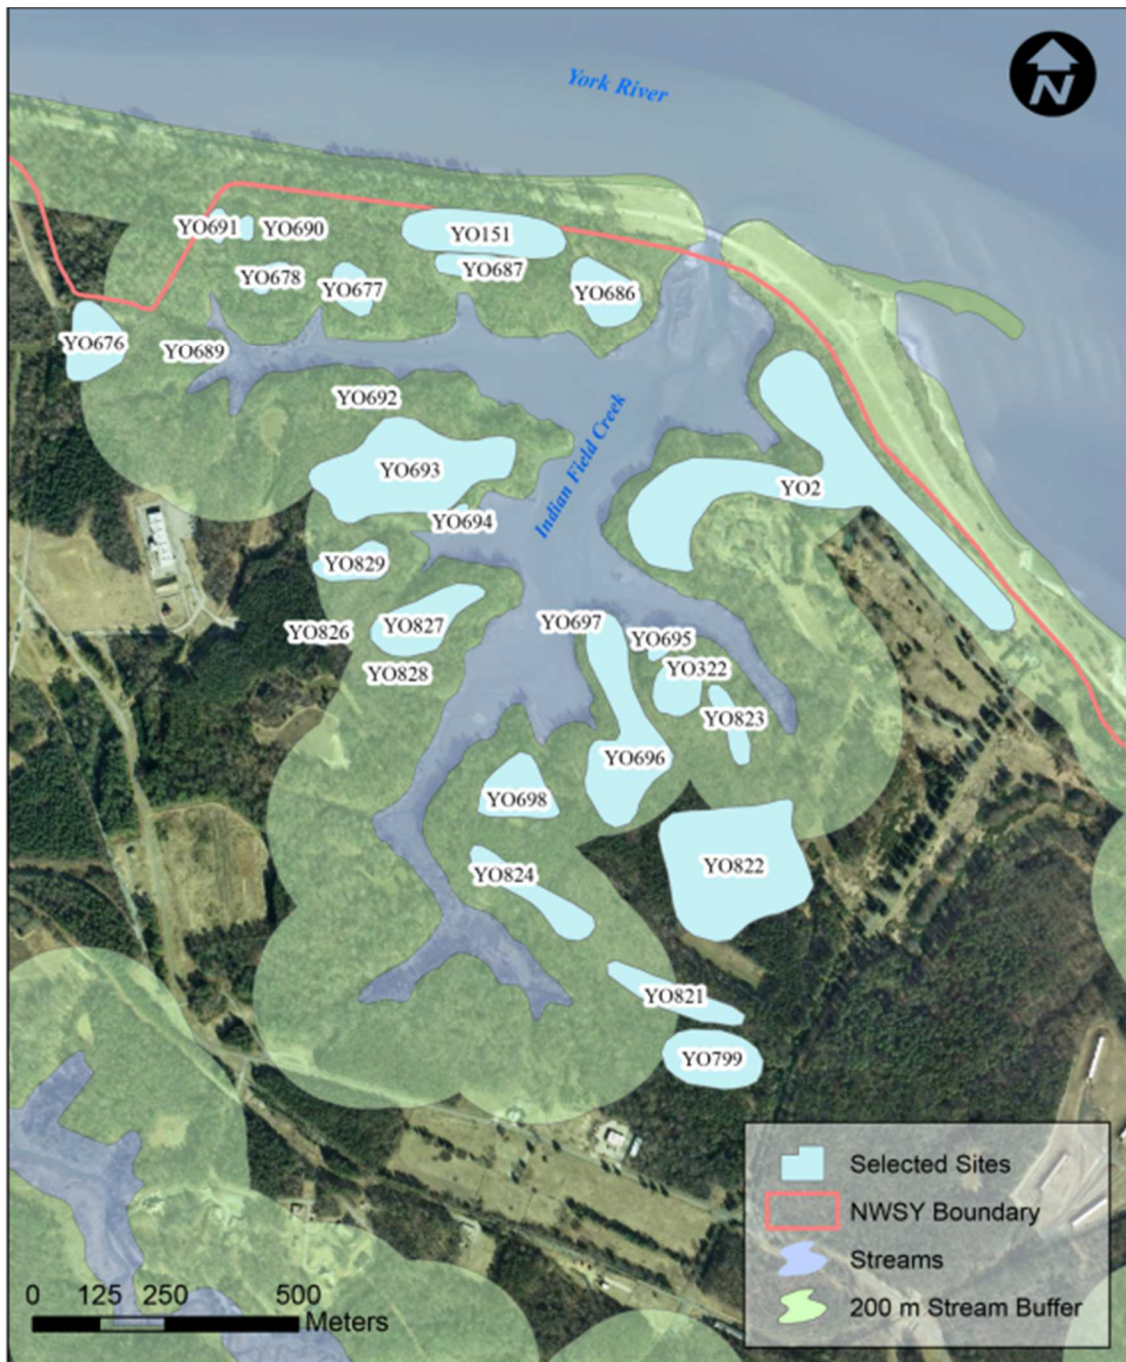 York River
N
YO691
YO690
YO151
YO687
YO678
YO677
YO686
YO676
YO689
YO692
Indian Field Creek
YO693
YO2
YO694
YO829
YO697
YO827
YO826
YO695
YO828
YO322
YO823
YO696
YO698
YO822
YO824
YO821
YO799
Selected Sites
NWSY Boundary
Streams
200 m Stream Buffer
0 125 250 500
Meters